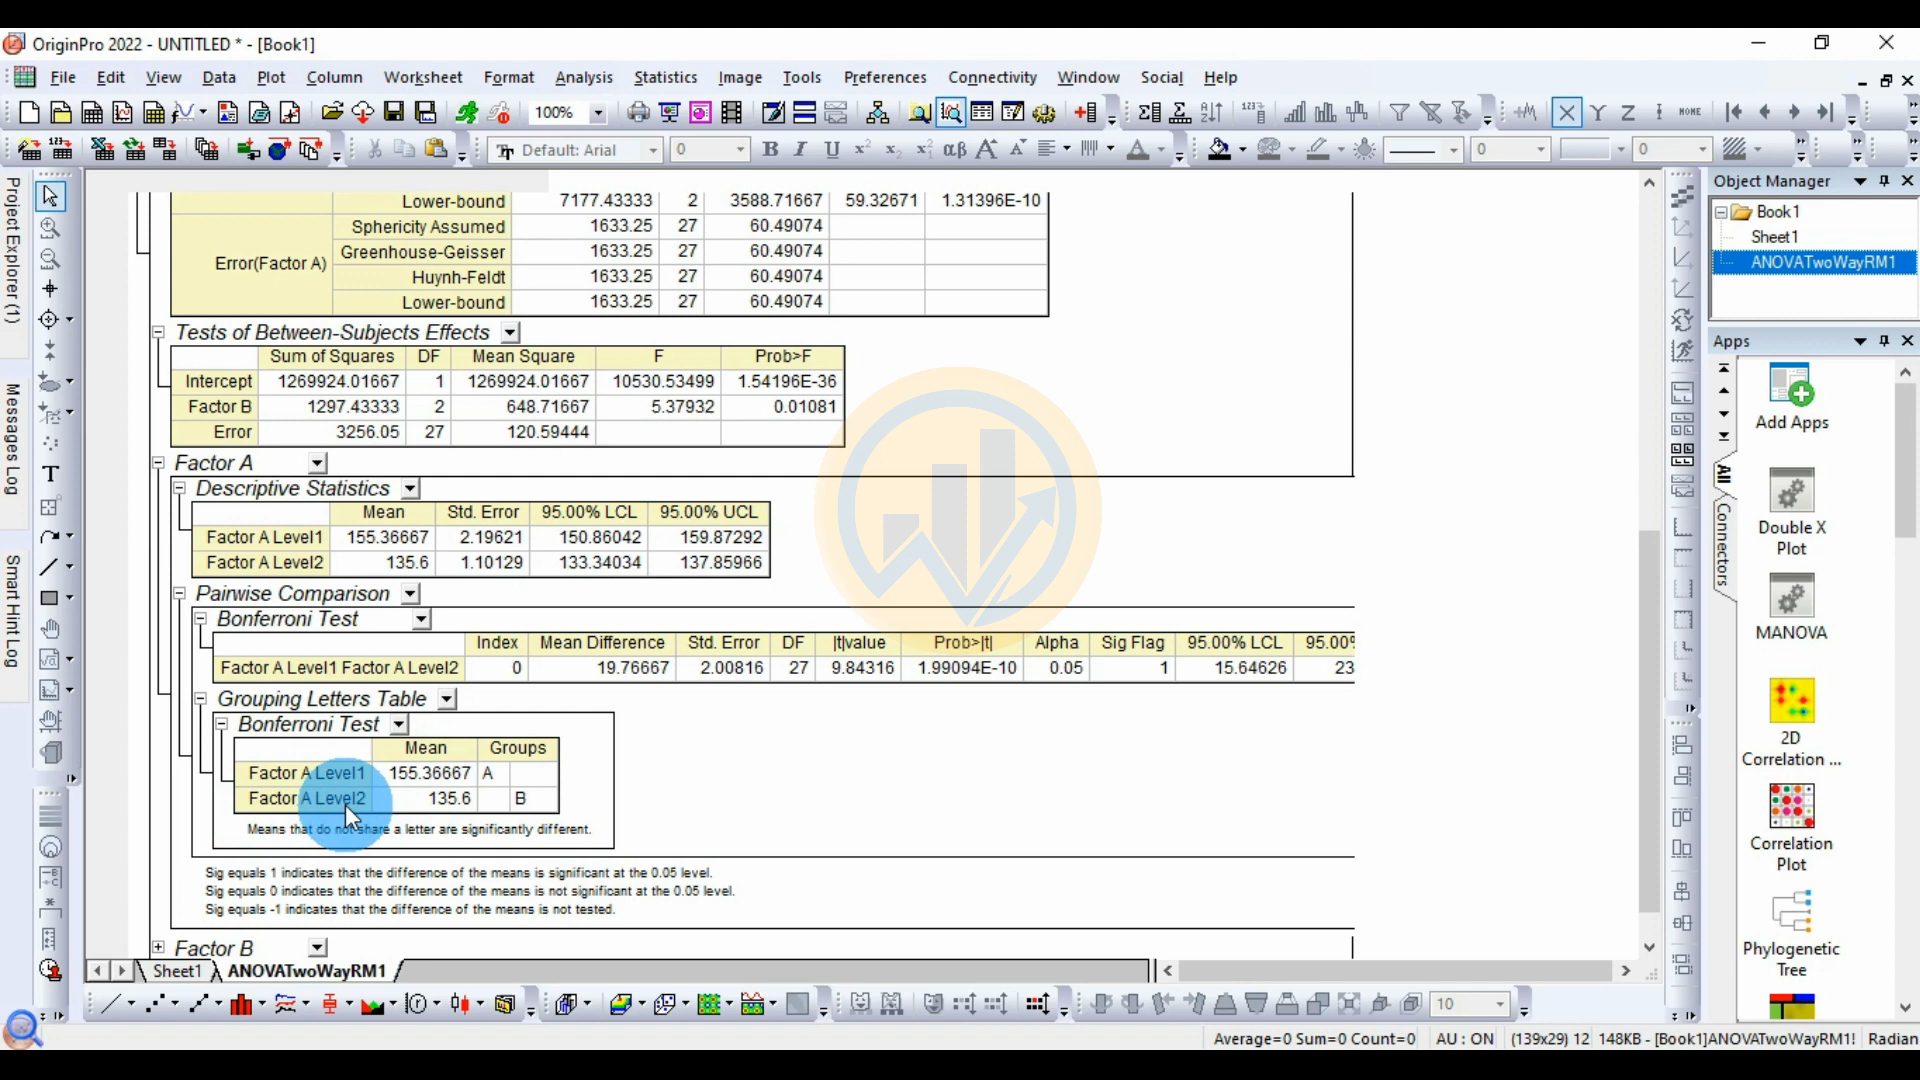 OriginPro 2022 - UNTITLED * - [Book1]
File Edit View Data Plot Column Worksheet Format Analysis Statistics Image Tools Preferences Connectivity Window Social Help
100%
Default: Arial 0 B I U 0 0
Project Explorer (1)
Messages Log
Smart Hint Log
Lower-bound 7177.43333 2 3588.71667 59.32671 1.31396E-10
Error(Factor A)
Sphericity Assumed 1633.25 27 60.49074
Greenhouse-Geisser 1633.25 27 60.49074
Huynh-Feldt 1633.25 27 60.49074
Lower-bound 1633.25 27 60.49074
Tests of Between-Subjects Effects
Sum of Squares DF Mean Square F Prob>F
Intercept 1269924.01667 1 1269924.01667 10530.53499 1.54196E-36
Factor B 1297.43333 2 648.71667 5.37932 0.01081
Error 3256.05 27 120.59444
Factor A
Descriptive Statistics
Mean Std. Error 95.00% LCL 95.00% UCL
Factor A Level1 155.36667 2.19621 150.86042 159.87292
Factor A Level2 135.6 1.10129 133.34034 137.85966
Pairwise Comparison
Bonferroni Test
Index Mean Difference Std. Error DF |t|value Prob>|t| Alpha Sig Flag 95.00% LCL 95.00%
Factor A Level1 Factor A Level2 0 19.76667 2.00816 27 9.84316 1.99094E-10 0.05 1 15.64626 23
Grouping Letters Table
Bonferroni Test
Mean Groups
Factor A Level1 155.36667 A
Factor A Level2 135.6 B
Means that do not share a letter are significantly different.
Sig equals 1 indicates that the difference of the means is significant at the 0.05 level.
Sig equals 0 indicates that the difference of the means is not significant at the 0.05 level.
Sig equals -1 indicates that the difference of the means is not tested.
Factor B
Sheet1 ANOVATwoWayRM1
10
Average=0 Sum=0 Count=0 AU : ON (139x29) 12 148KB - [Book1]ANOVATwoWayRM1! Radian
Object Manager
Book1
Sheet1
ANOVATwoWayRM1
Apps
All
Connectors
Add Apps
Double X
Plot
MANOVA
2D
Correlation ...
Correlation
Plot
Phylogenetic
Tree